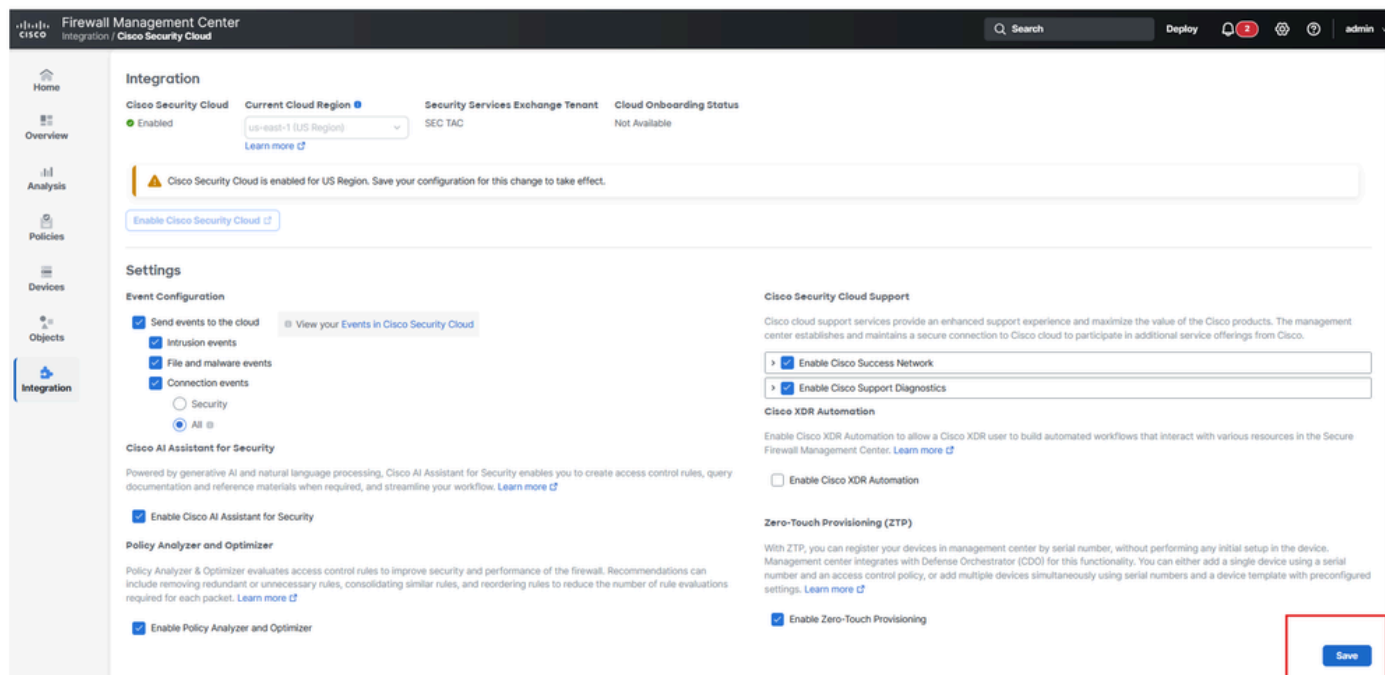 Firewall Management Center
CISCO Integration / Cisco Security Cloud
Search
Deploy
2
admin
Home
Overview
Analysis
Policies
Devices
Objects
Integration
Integration
Cisco Security Cloud Current Cloud Region Security Services Exchange Tenant Cloud Onboarding Status
Enabled us-east-1 (US Region) SEC TAC Not Available
Learn more
Cisco Security Cloud is enabled for US Region. Save your configuration for this change to take effect.
Enable Cisco Security Cloud
Settings
Event Configuration
Send events to the cloud View your Events in Cisco Security Cloud
Intrusion events
File and malware events
Connection events
Security
All
Cisco AI Assistant for Security
Powered by generative AI and natural language processing, Cisco AI Assistant for Security enables you to create access control rules, query
documentation and reference materials when required, and streamline your workflow. Learn more
Enable Cisco AI Assistant for Security
Policy Analyzer and Optimizer
Policy Analyzer & Optimizer evaluates access control rules to improve security and performance of the firewall. Recommendations can
include removing redundant or unnecessary rules, consolidating similar rules, and reordering rules to reduce the number of rule evaluations
required for each packet. Learn more
Enable Policy Analyzer and Optimizer
Cisco Security Cloud Support
Cisco cloud support services provide an enhanced support experience and maximize the value of the Cisco products. The management
center establishes and maintains a secure connection to Cisco cloud to participate in additional service offerings from Cisco.
Enable Cisco Success Network
Enable Cisco Support Diagnostics
Cisco XDR Automation
Enable Cisco XDR Automation to allow a Cisco XDR user to build automated workflows that interact with various resources in the Secure
Firewall Management Center. Learn more
Enable Cisco XDR Automation
Zero-Touch Provisioning (ZTP)
With ZTP, you can register your devices in management center by serial number, without performing any initial setup in the device.
Management center integrates with Defense Orchestrator (CDO) for this functionality. You can either add a single device using a serial
number and an access control policy, or add multiple devices simultaneously using serial numbers and a device template with preconfigured
settings. Learn more
Enable Zero-Touch Provisioning
Save